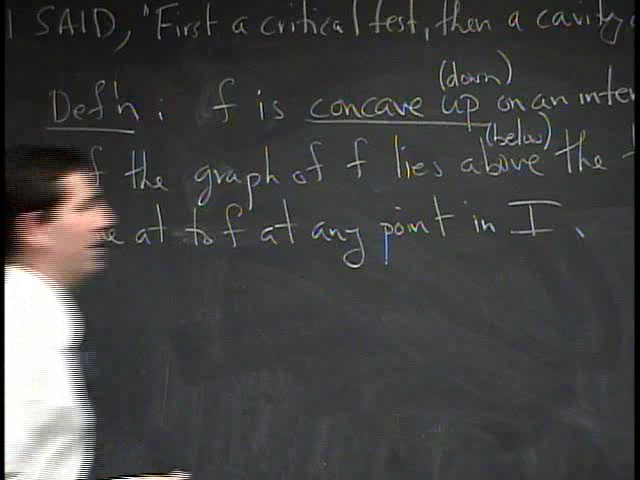 I SAID, "First a critical test, then a cavity
(down)
Def'n: f is concave up on an inter
(below)
f the graph of f lies above the t
e at to f at any point in I.